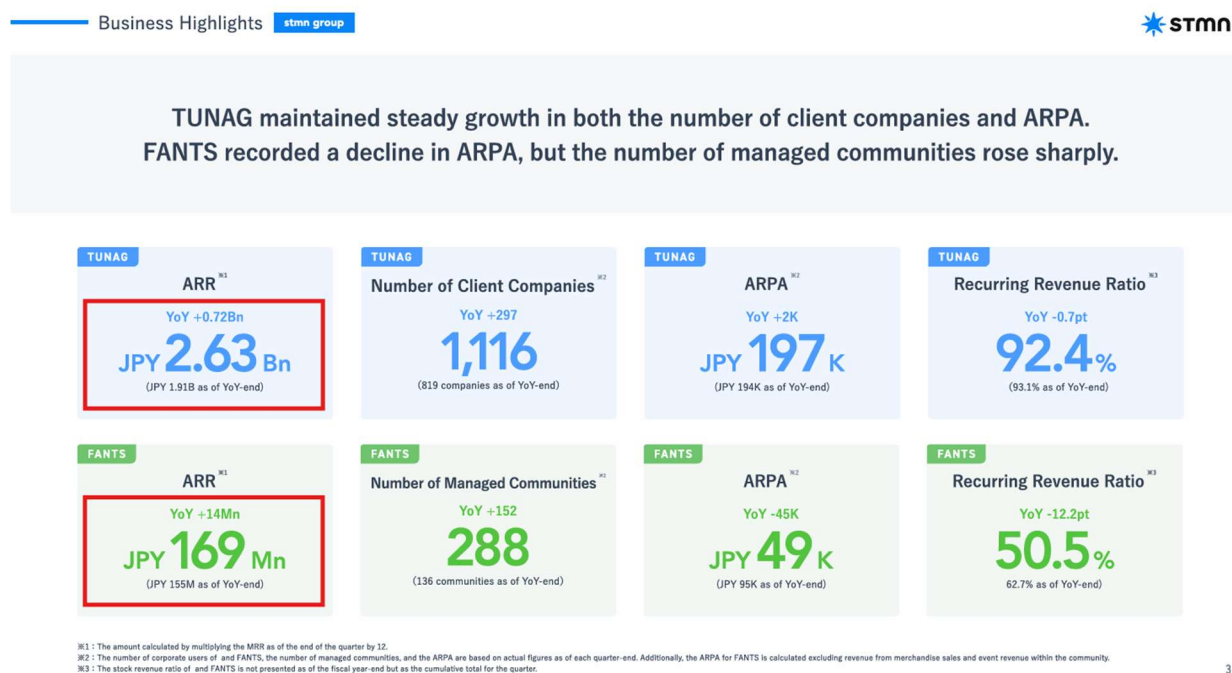 Business Highlights
stmn group
STMN
TUNAG maintained steady growth in both the number of client companies and ARPA.
FANTS recorded a decline in ARPA, but the number of managed communities rose sharply.
TUNAG
ARR ※1
YoY +0.72Bn
JPY 2.63 Bn
(JPY 1.91B as of YoY-end)
TUNAG
Number of Client Companies ※2
YoY +297
1,116
(819 companies as of YoY-end)
TUNAG
ARPA ※2
YoY +2K
JPY 197 K
(JPY 194K as of YoY-end)
TUNAG
Recurring Revenue Ratio ※3
YoY -0.7pt
92.4%
(93.1% as of YoY-end)
FANTS
ARR ※1
YoY +14Mn
JPY 169 Mn
(JPY 155M as of YoY-end)
FANTS
Number of Managed Communities
YoY +152
288
(136 communities as of YoY-end)
FANTS
ARPA ※2
YoY -45K
JPY 49 K
(JPY 95K as of YoY-end)
FANTS
Recurring Revenue Ratio ※3
YoY -12.2pt
50.5%
62.7% as of YoY-end)
※1 : The amount calculated by multiplying the MRR as of the end of the quarter by 12.
※2 : The number of corporate users of and FANTS, the number of managed communities, and the ARPA are based on actual figures as of each quarter-end. Additionally, the ARPA for FANTS is calculated excluding revenue from merchandise sales and event revenue within the community.
※3 : The stock revenue ratio of and FANTS is not presented as of the fiscal year-end but as the cumulative total for the quarter.
3